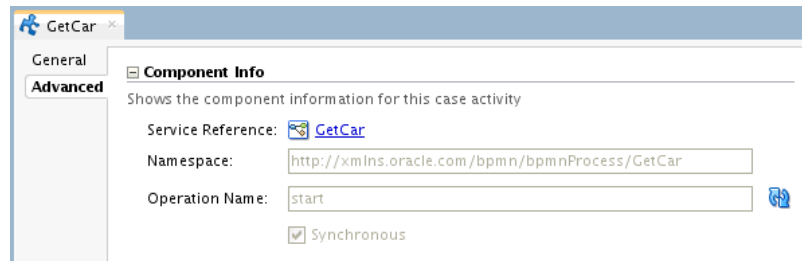 GetCar
General
Advanced
Component Info
Shows the component information for this case activity
Service Reference: GetCar
Namespace: http://xmlns.oracle.com/bpmn/bpmnProcess/GetCar
Operation Name: start
Synchronous